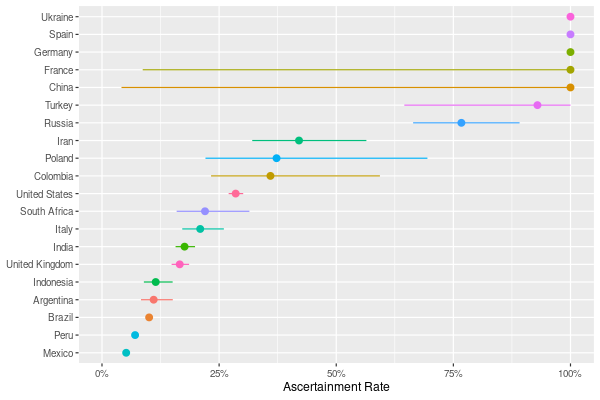 Ukraine
Spain
Germany
France
China
Turkey
Russia
Iran
Poland
Colombia
United States
South Africa
Italy
India
United Kingdom
Indonesia
Argentina
Brazil
Peru
Mexico
0% 25% 50% 75% 100%
Ascertainment Rate